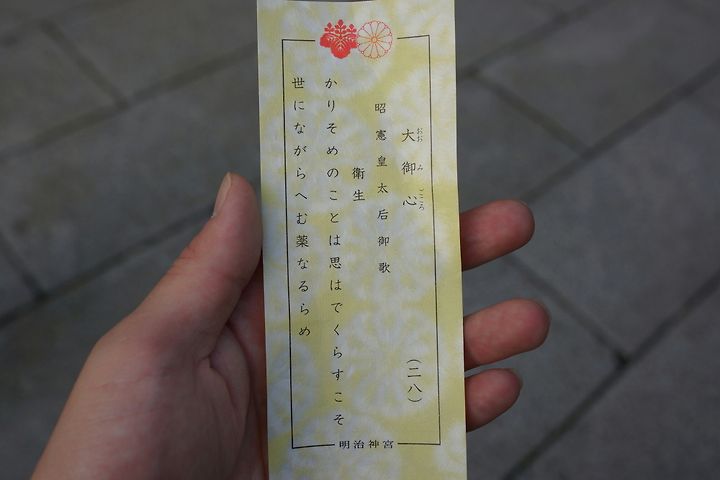 大御心
おおみごころ
(二八)
昭憲皇太后御歌
衛生
かりそめのことは思はでくらすこそ
世にながらへむ薬なるらめ
明治神宮